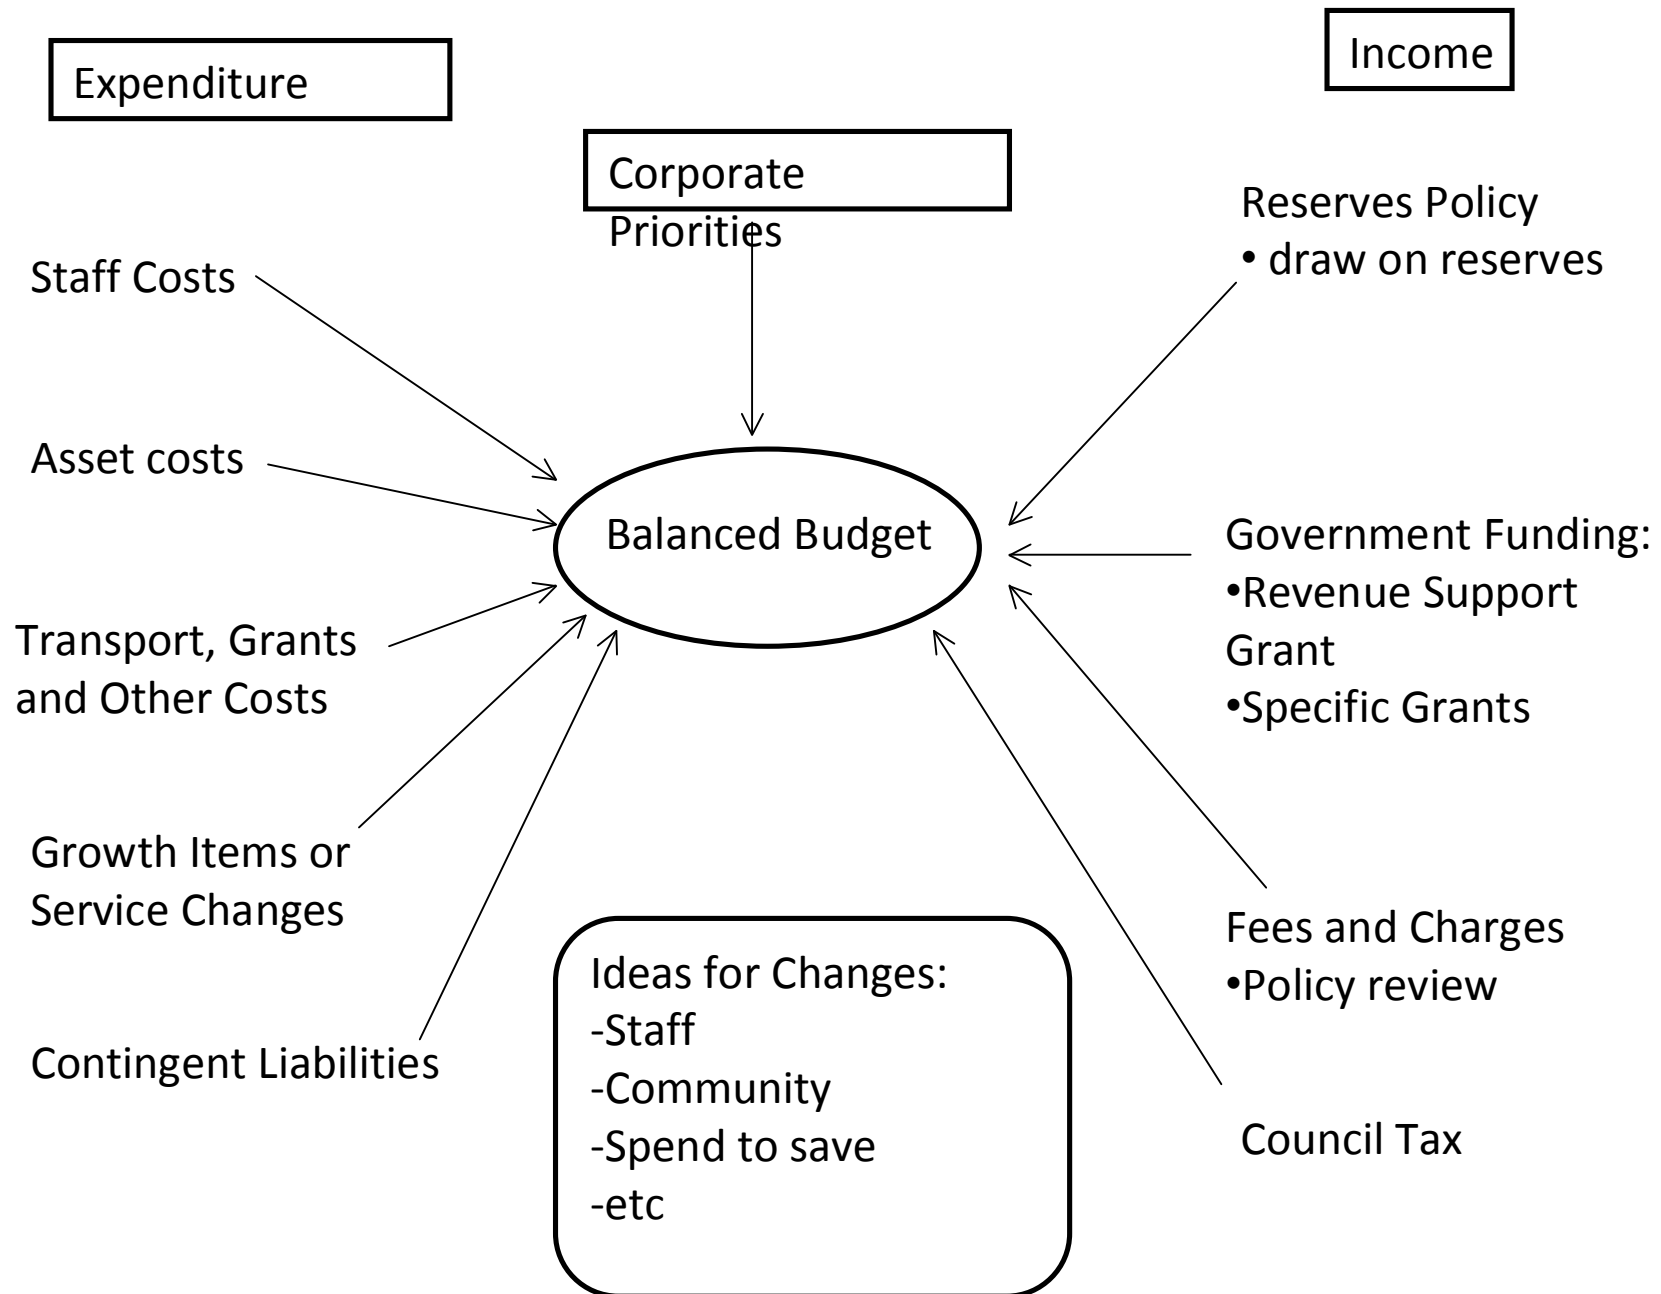 Expenditure
Income
Corporate
Priorities
Staff Costs
Asset costs
Transport, Grants
and Other Costs
Growth Items or
Service Changes
Contingent Liabilities
Balanced Budget
Ideas for Changes:
-Staff
-Community
-Spend to save
-etc
Reserves Policy
• draw on reserves
Government Funding:
•Revenue Support
Grant
•Specific Grants
Fees and Charges
•Policy review
Council Tax